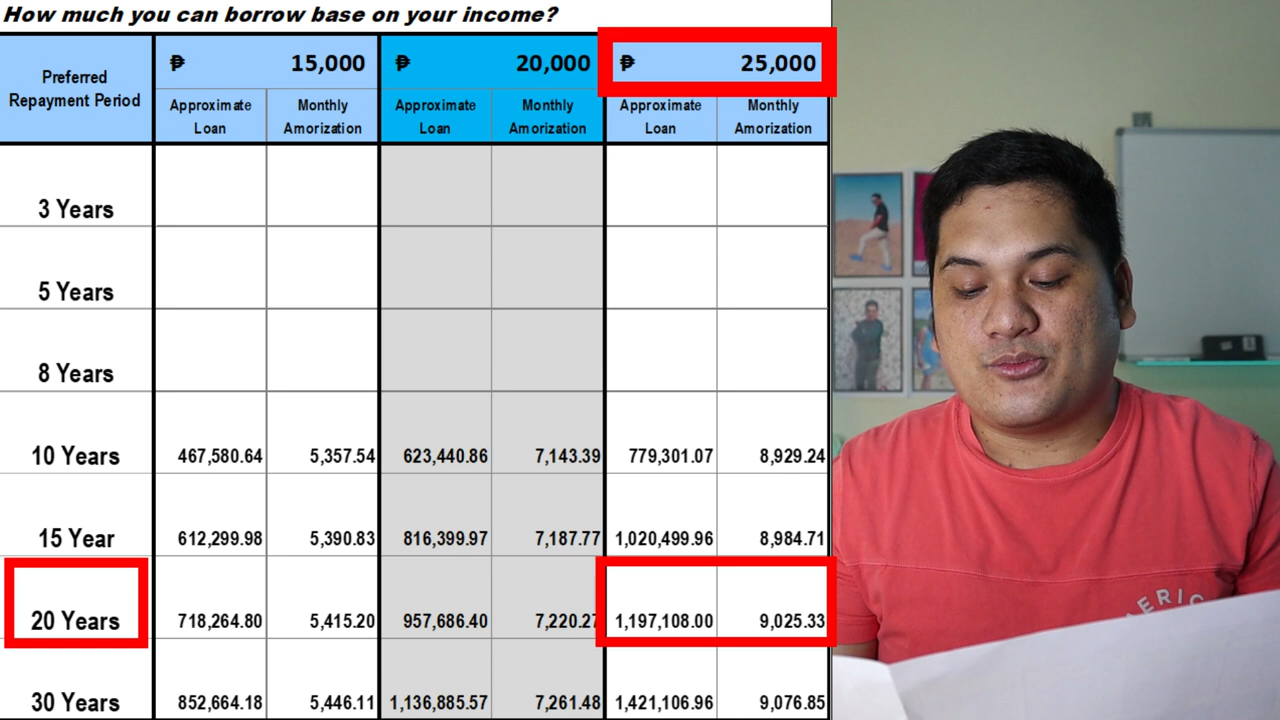 How much you can borrow base on your income?
Preferred Repayment Period ₱ 15,000 ₱ 20,000 ₱ 25,000
Approximate Loan Monthly Amorization Approximate Loan Monthly Amorization Approximate Loan Monthly Amorization
3 Years
5 Years
8 Years
10 Years 467,580.64 5,357.54 623,440.86 7,143.39 779,301.07 8,929.24
15 Year 612,299.98 5,390.83 816,399.97 7,187.77 1,020,499.96 8,984.71
20 Years 718,264.80 5,415.20 957,686.40 7,220.27 1,197,108.00 9,025.33
30 Years 852,664.18 5,446.11 1,136,885.57 7,261.48 1,421,106.96 9,076.85
ERIC